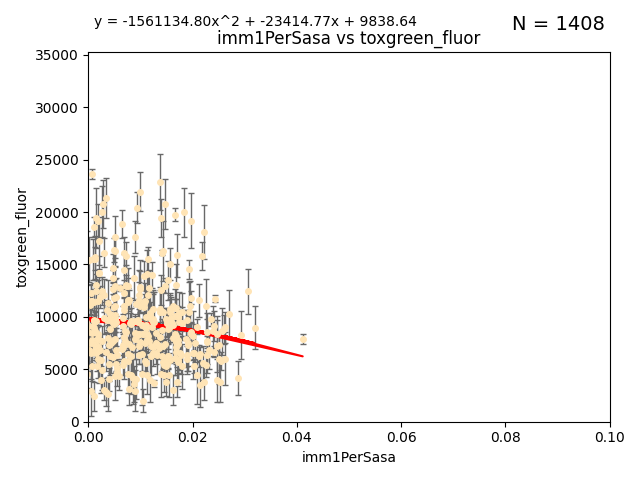 y = -1561134.80x^2 + -23414.77x + 9838.64
N = 1408
imm1PerSasa vs toxgreen_fluor
35000
30000
25000
20000
15000
10000
5000
0
toxgreen_fluor
0.00 0.02 0.04 0.06 0.08 0.10
imm1PerSasa